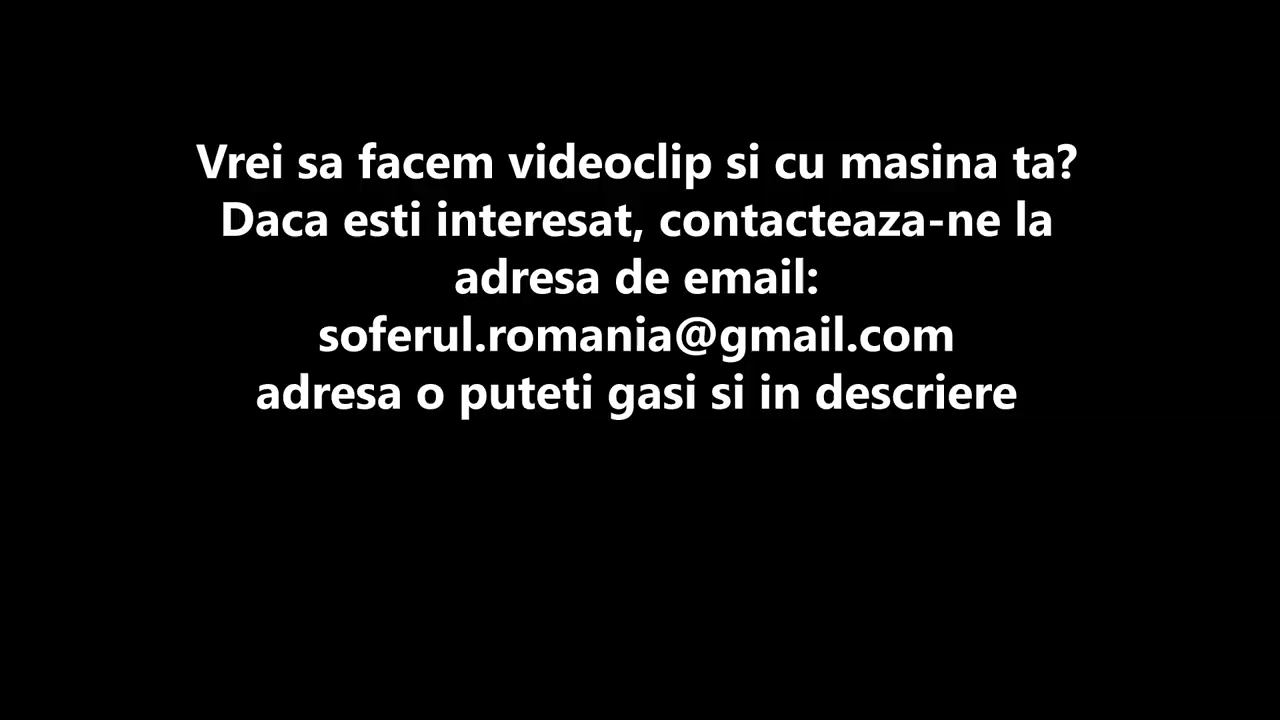 Vrei sa facem videoclip si cu masina ta?
Daca esti interesat, contacteaza-ne la
adresa de email:
soferul.romania@gmail.com
adresa o puteti gasi si in descriere